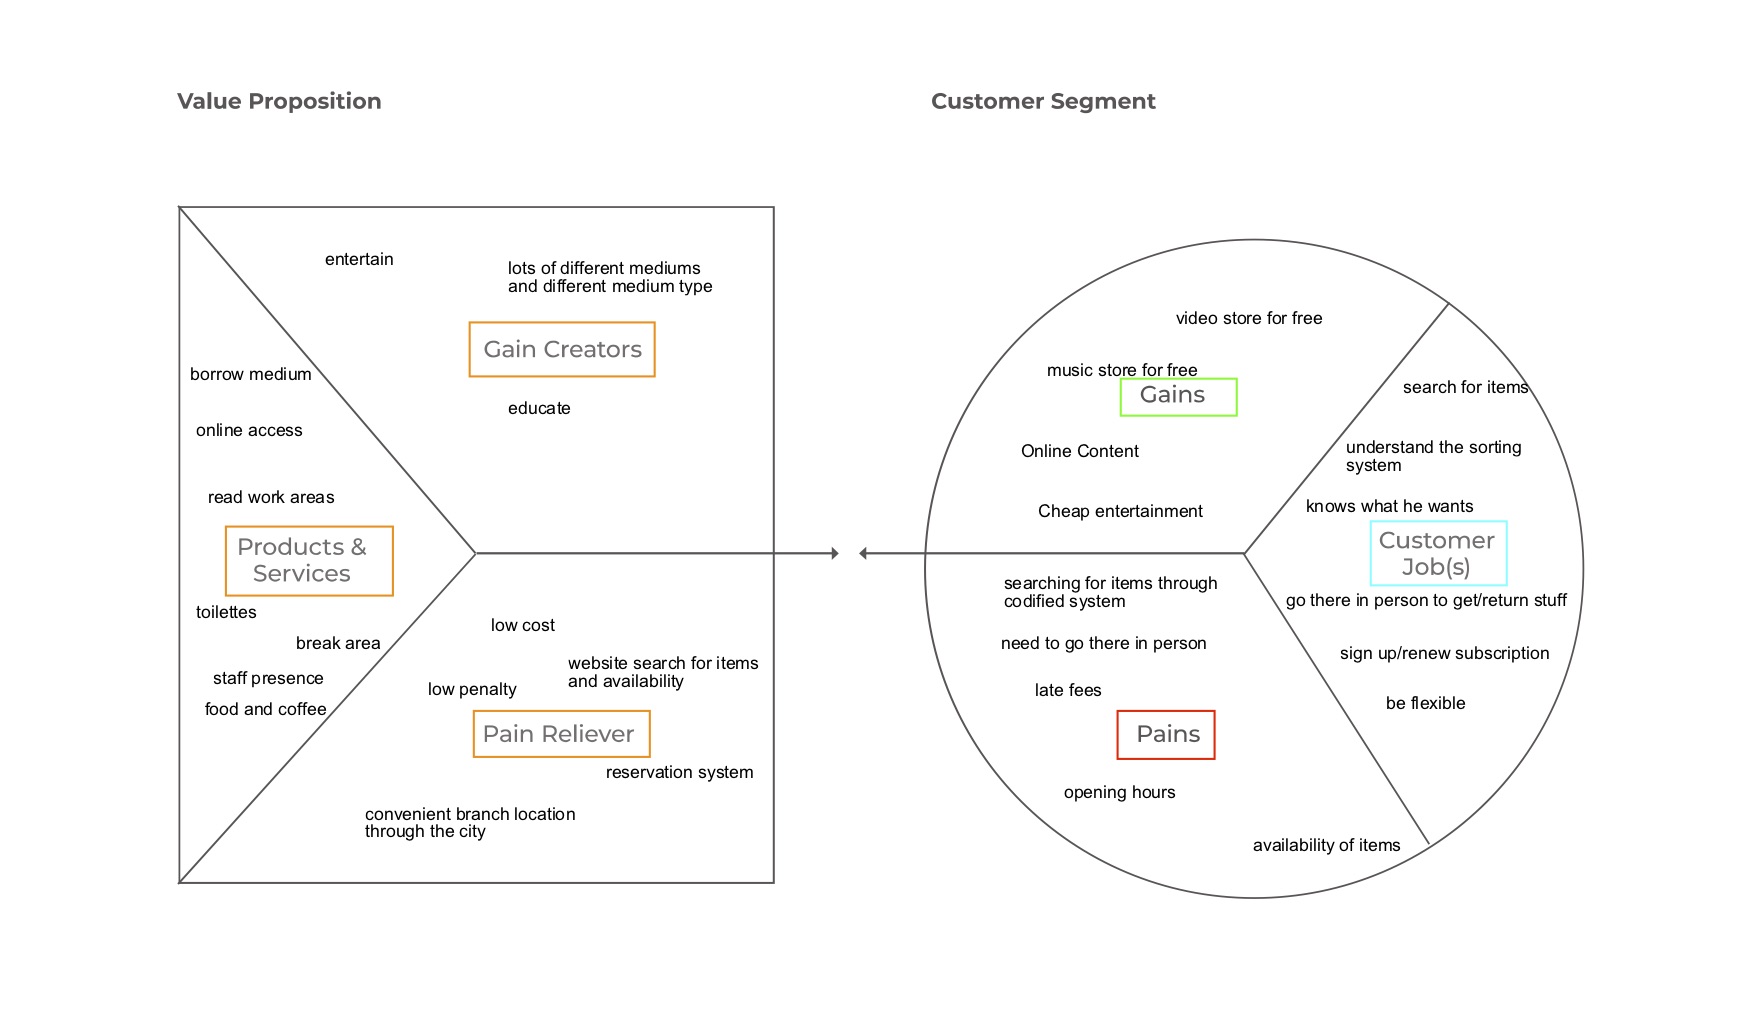 Value Proposition
Customer Segment
entertain
lots of different mediums
and different medium type
Gain Creators
educate
borrow medium
online access
read work areas
Products &
Services
toilettes
break area
staff presence
food and coffee
low cost
website search for items
and availability
low penalty
Pain Reliever
reservation system
convenient branch location
through the city
video store for free
music store for free
Gains
Online Content
Cheap entertainment
search for items
understand the sorting
system
knows what he wants
Customer
Job(s)
go there in person to get/return stuff
sign up/renew subscription
be flexible
searching for items through
codified system
need to go there in person
late fees
Pains
opening hours
availability of items